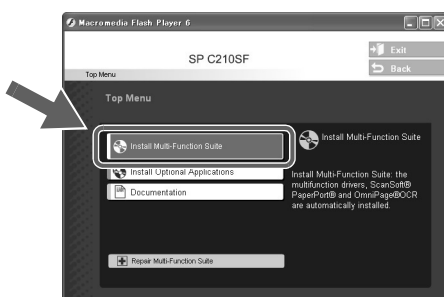 Macromedia Flash Player 6
SP C210SF
Exit
Back
Top Menu
Top Menu
Install Multi-Function Suite
Install Optional Applications
Documentation
Repair Multi-Function Suite
Install Multi-Function Suite
Install Multi-Function Suite: the
multifunction drivers, ScanSoft®
PaperPort® and OmniPage®OCR
are automatically installed.